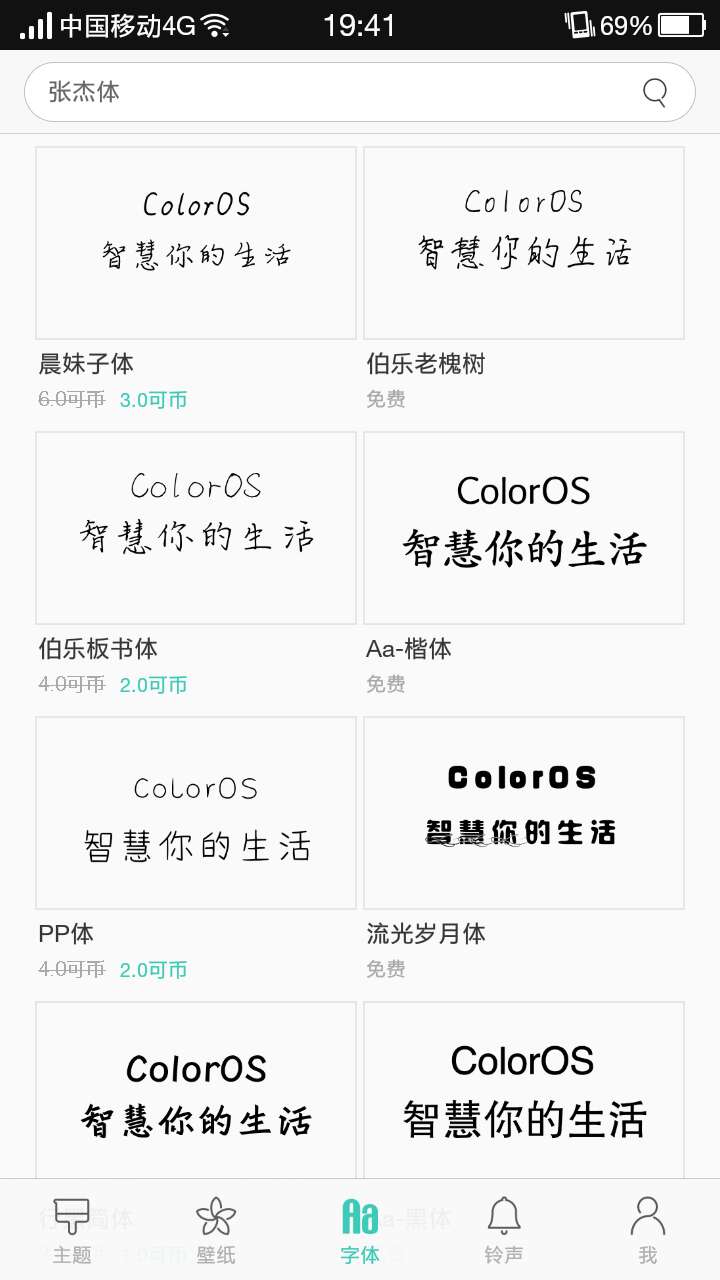 中国移动4G 19:41 69%
张杰体
ColorOS
智慧你的生活
ColorOS
智慧你的生活
晨妹子体
6.0可币 3.0可币
伯乐老槐树
免费
ColorOS
智慧你的生活
ColorOS
智慧你的生活
伯乐板书体
4.0可币 2.0可币
Aa-楷体
免费
ColorOS
智慧你的生活
ColorOS
智慧你的生活
PP体
4.0可币 2.0可币
流光岁月体
免费
ColorOS
智慧你的生活
ColorOS
智慧你的生活
Aa-黑体
主题 壁纸 字体 铃声 我